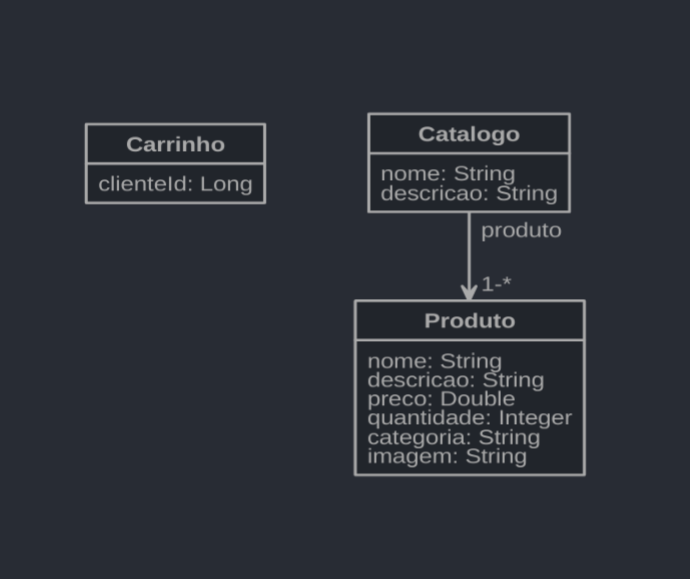 Carrinho
clienteId: Long
Catalogo
nome: String
descricao: String
produto
1-*
Produto
nome: String
descricao: String
preco: Double
quantidade: Integer
categoria: String
imagem: String